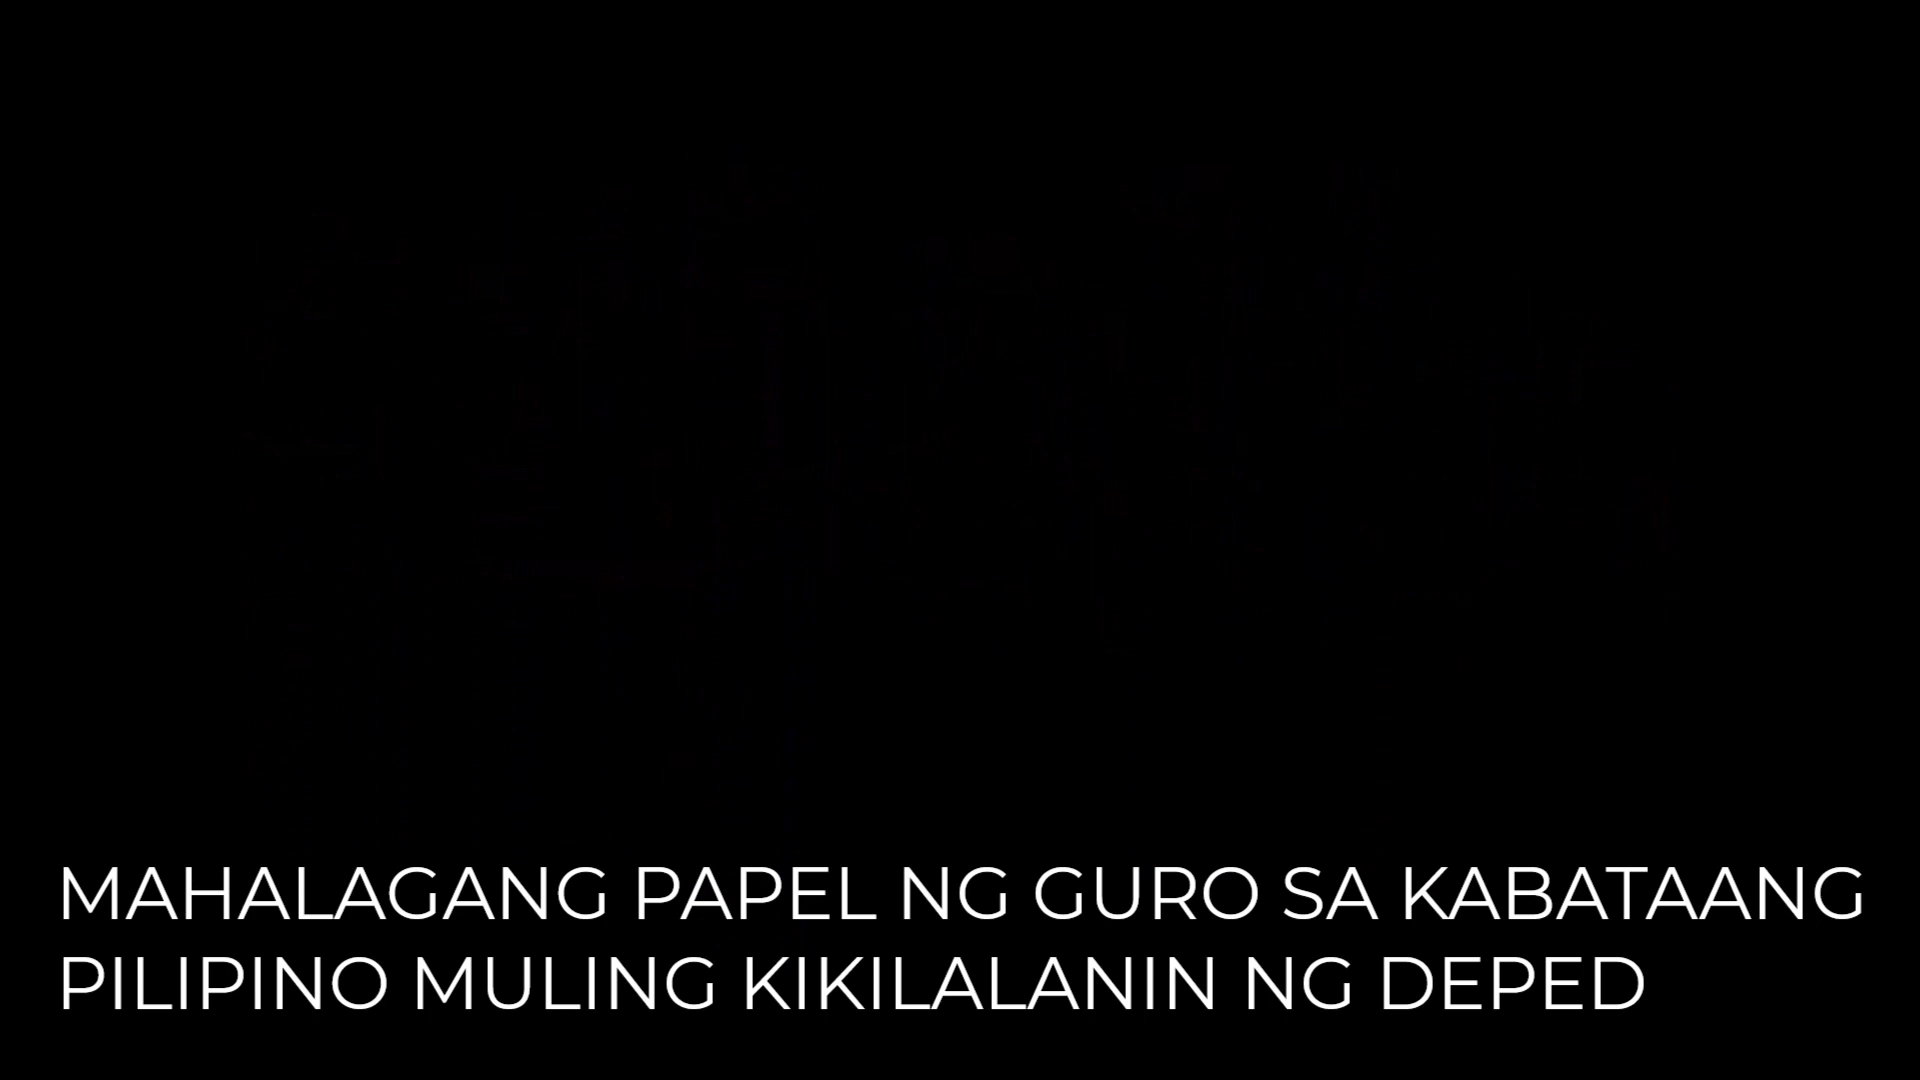 MAHALAGANG PAPEL NG GURO SA KABATAANG
PILIPINO MULING KIKILALANIN NG DEPED